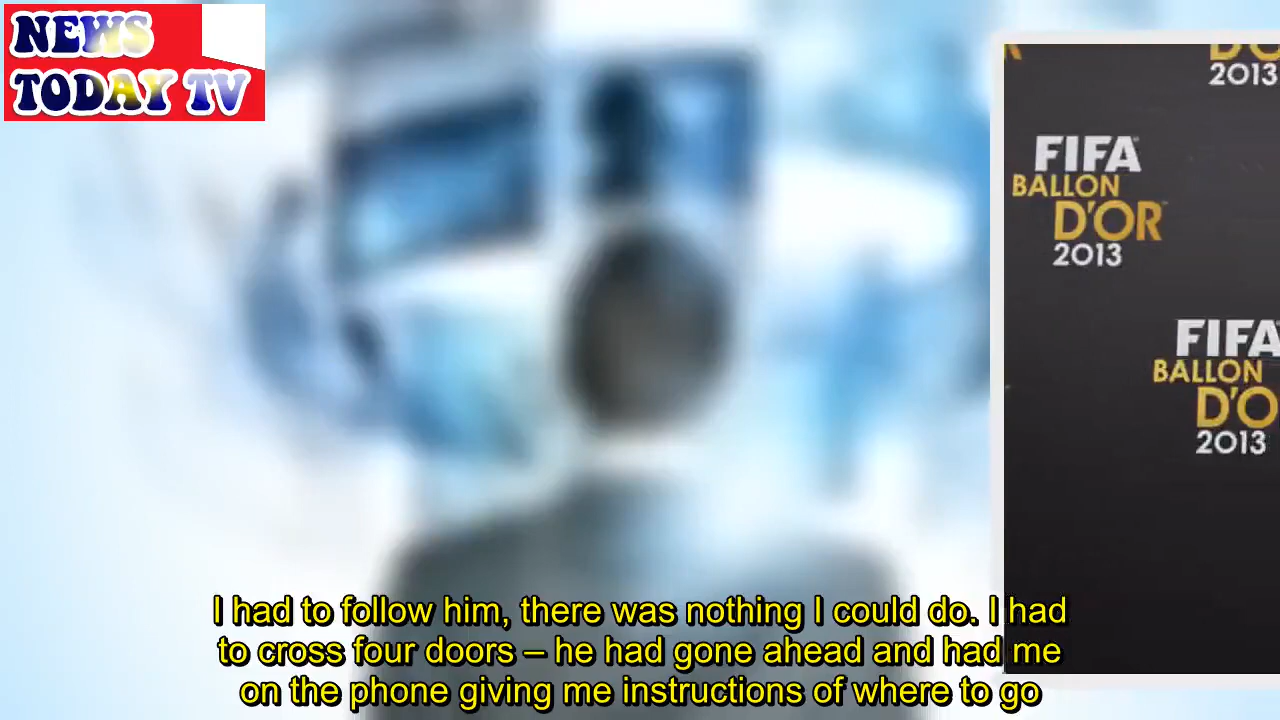 NEWS
TODAY TV
D'O
2013
FIFA
BALLON
D'OR
2013
FIFA
BALLON
D'O
2013
I had to follow him, there was nothing I could do. I had
to cross four doors – he had gone ahead and had me
on the phone giving me instructions of where to go